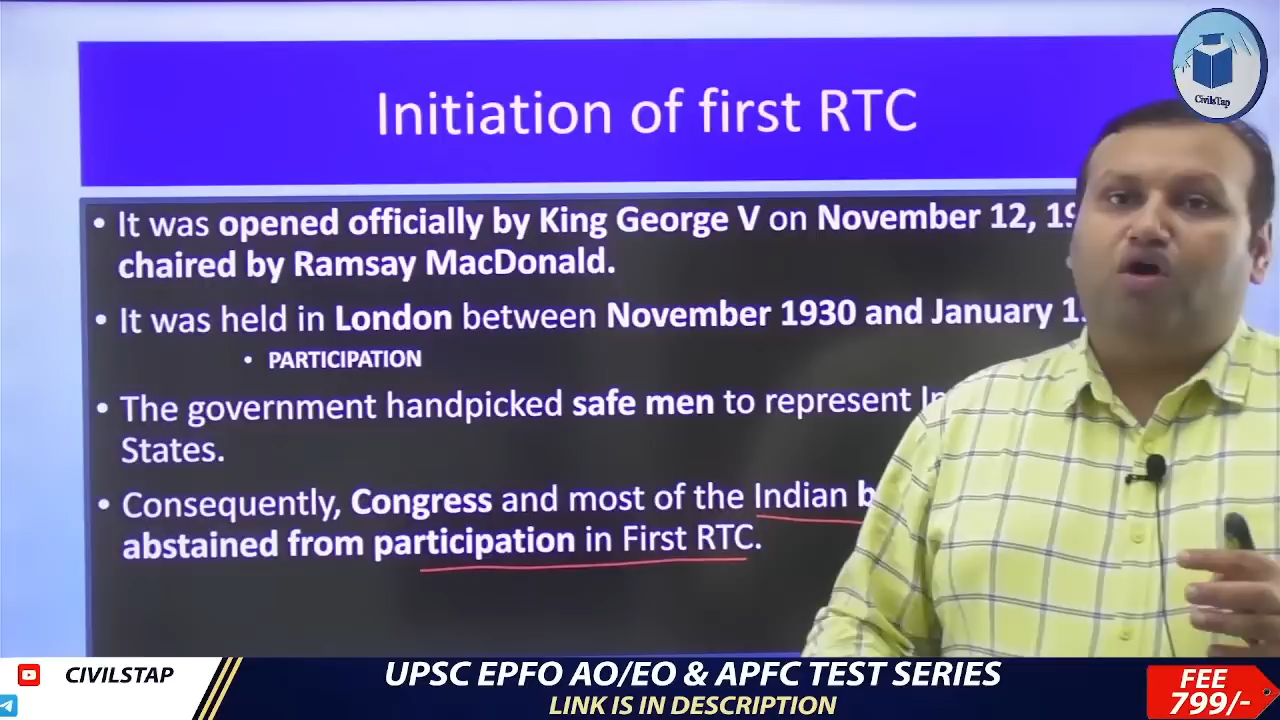 CivilsTap
Initiation of first RTC
• It was opened officially by King George V on November 12,
chaired by Ramsay MacDonald.
• It was held in London between November 1930 and January
• PARTICIPATION
• The government handpicked safe men to represent
States.
• Consequently, Congress and most of the Indian
abstained from participation in First RTC.
CIVILSTAP
UPSC EPFO AO/EO & APFC TEST SERIES
LINK IS IN DESCRIPTION
FEE
799/-